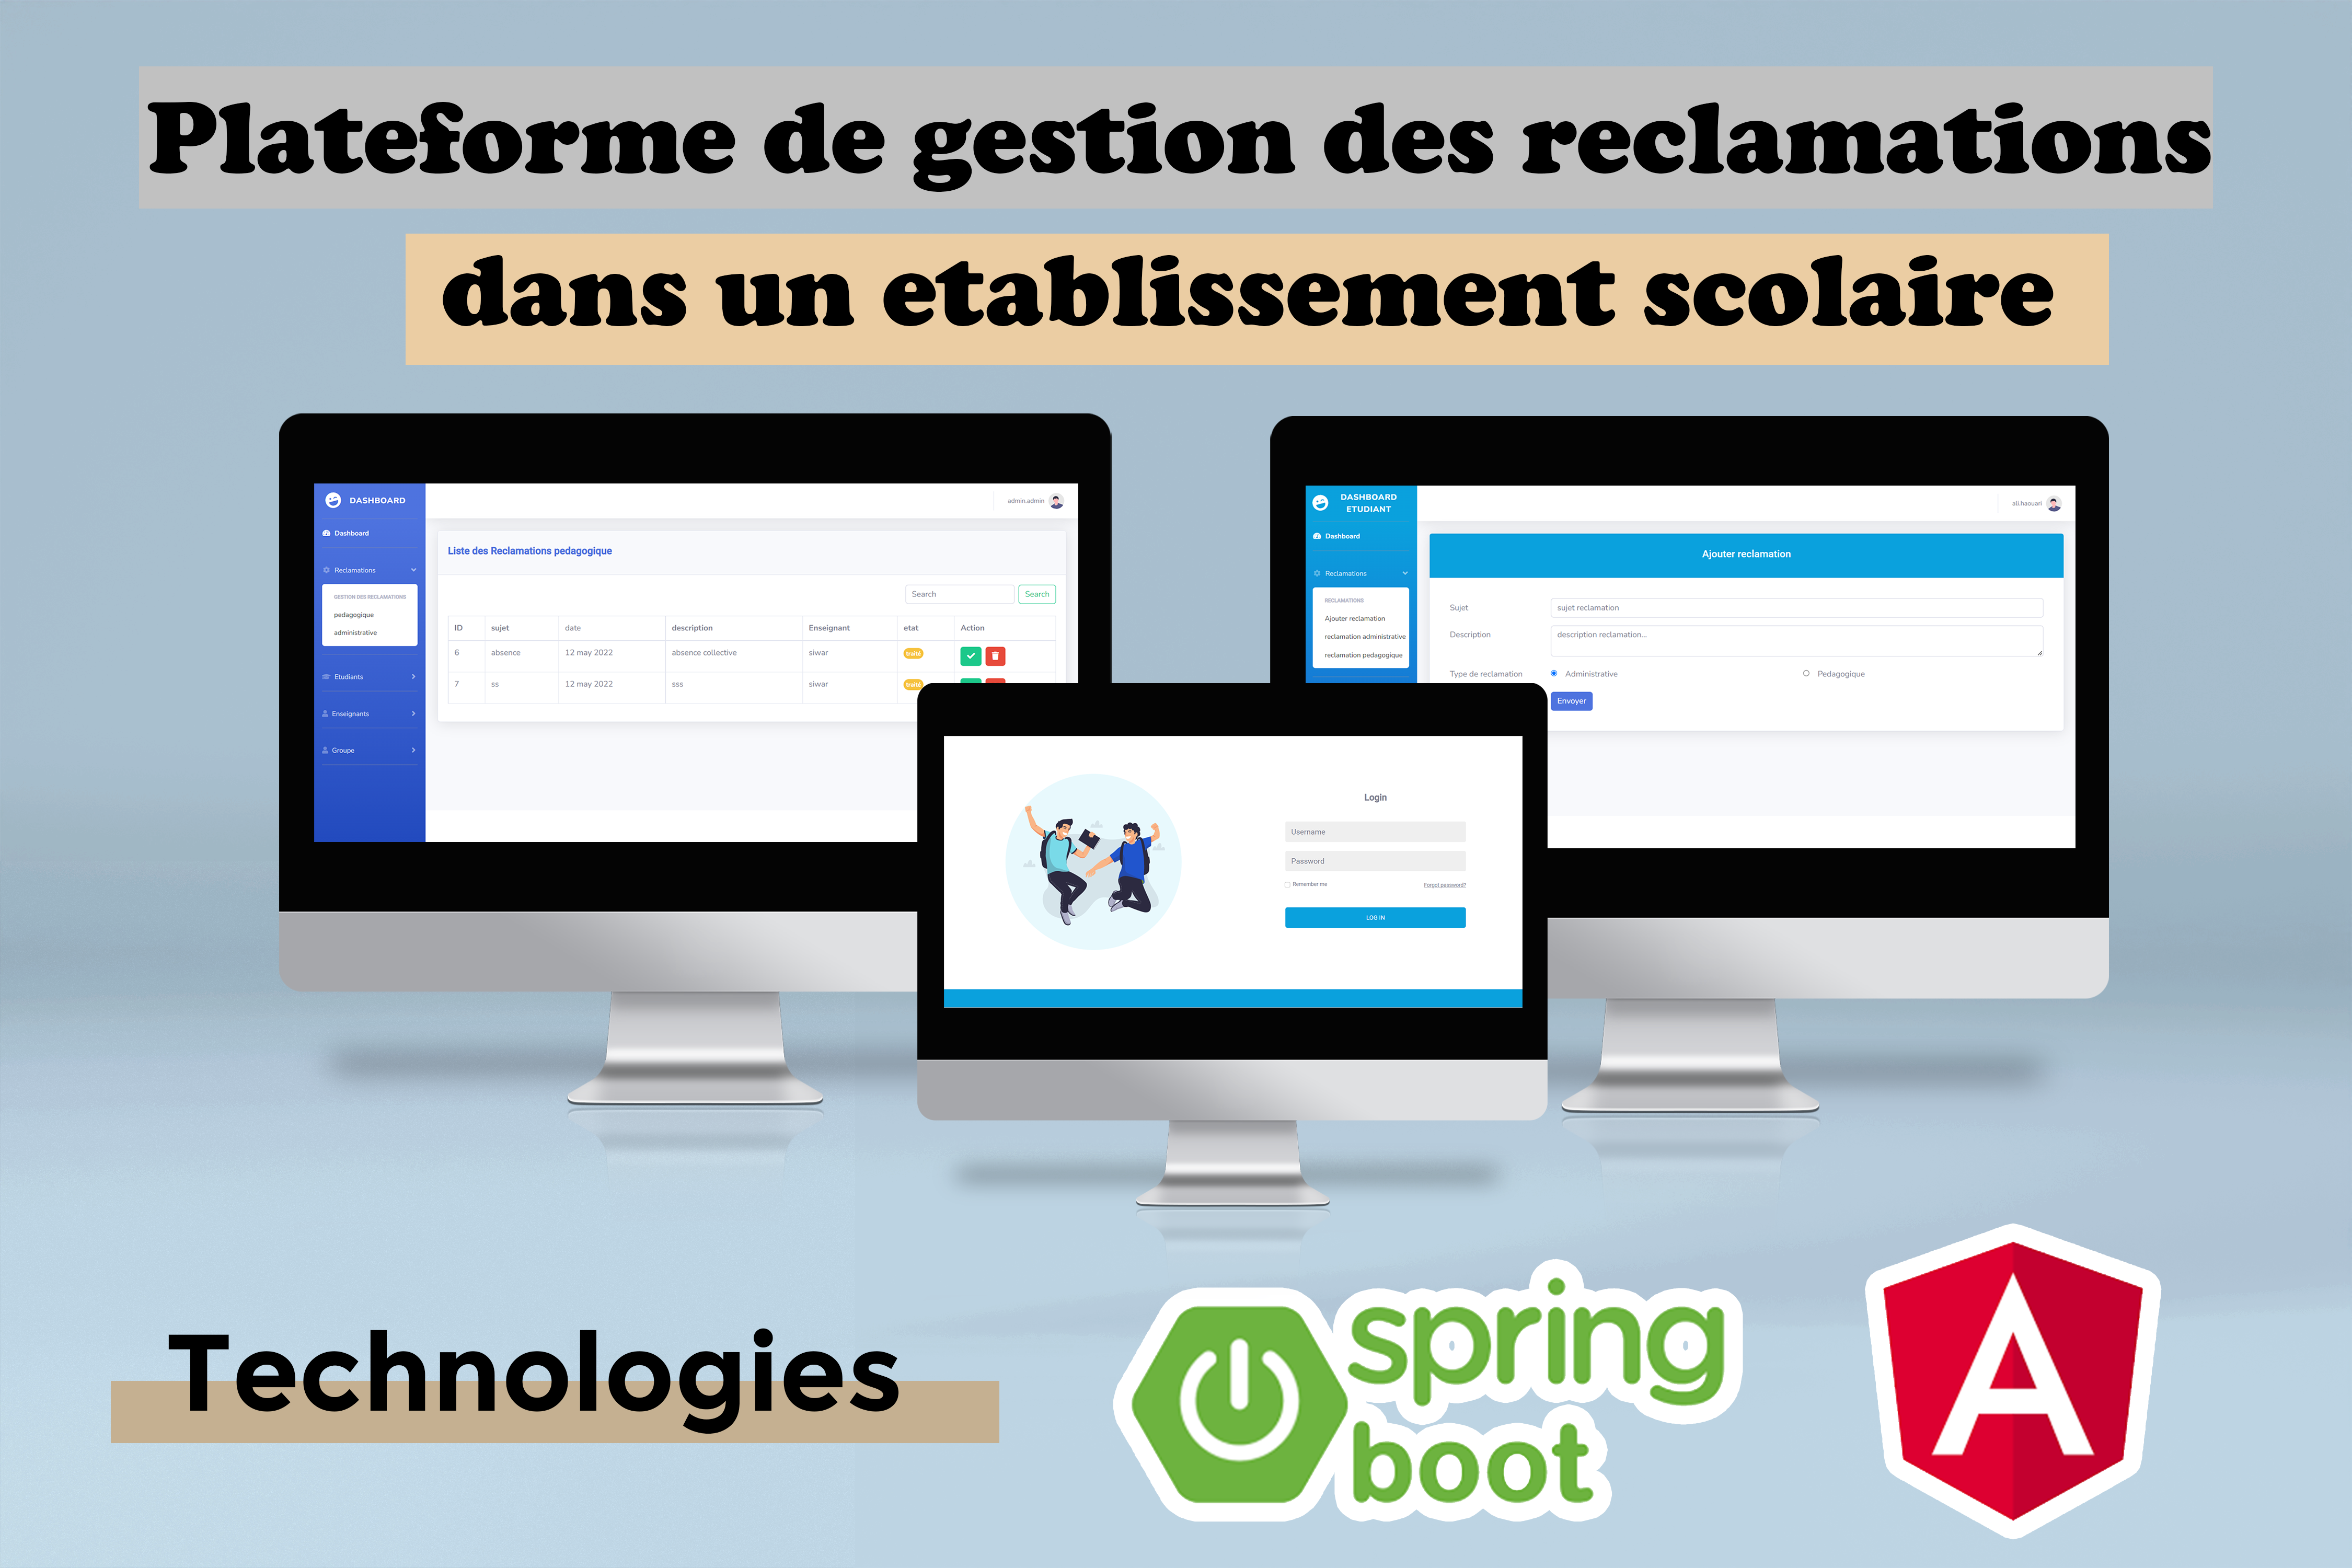 Plateforme de gestion des reclamations
dans un etablissement scolaire
DASHBOARD
admin.admin
Dashboard
Reclamations
GESTION DES RECLAMATIONS
pedagogique
administrative
Etudiants
Enseignants
Groupe
Liste des Reclamations pedagogique
Search Search
ID sujet date description Enseignant etat Action
6 absence 12 may 2022 absence collective siwar traité
7 ss 12 may 2022 sss siwar traité
DASHBOARD
ETUDIANT
ali.haouari
Dashboard
Reclamations
RECLAMATIONS
Ajouter reclamation
reclamation administrative
reclamation pedagogique
Ajouter reclamation
Sujet sujet reclamation
Description description reclamation...
Type de reclamation Administrative Pedagogique
Envoyer
Login
Username
Password
Remember me Forgot password?
LOG IN
Technologies
spring
boot
A